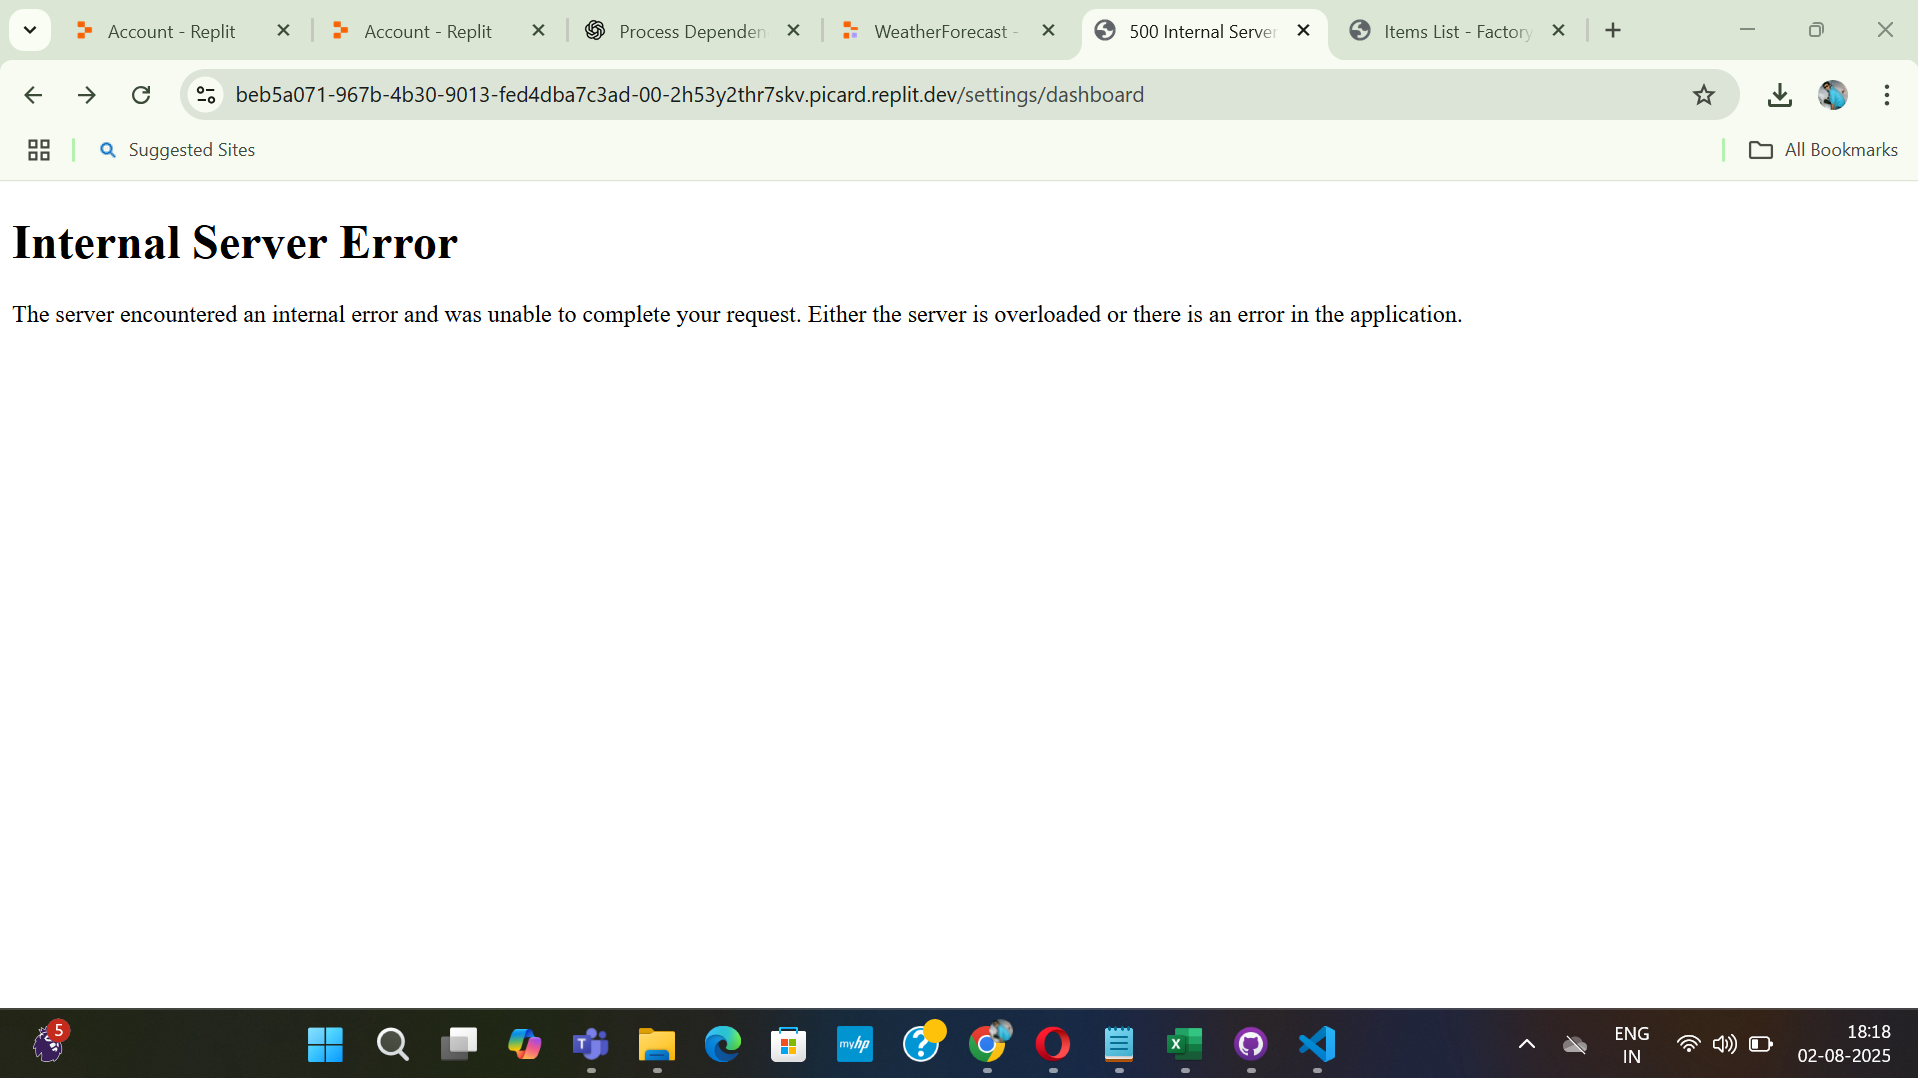 Account - Replit
Account - Replit
Process Dependen
WeatherForecast -
500 Internal Server
Items List - Factory
beb5a071-967b-4b30-9013-fed4dba7c3ad-00-2h53y2thr7skv.picard.replit.dev/settings/dashboard
Suggested Sites
All Bookmarks
Internal Server Error
The server encountered an internal error and was unable to complete your request. Either the server is overloaded or there is an error in the application.
5
myhp
ENG
IN
18:18
02-08-2025